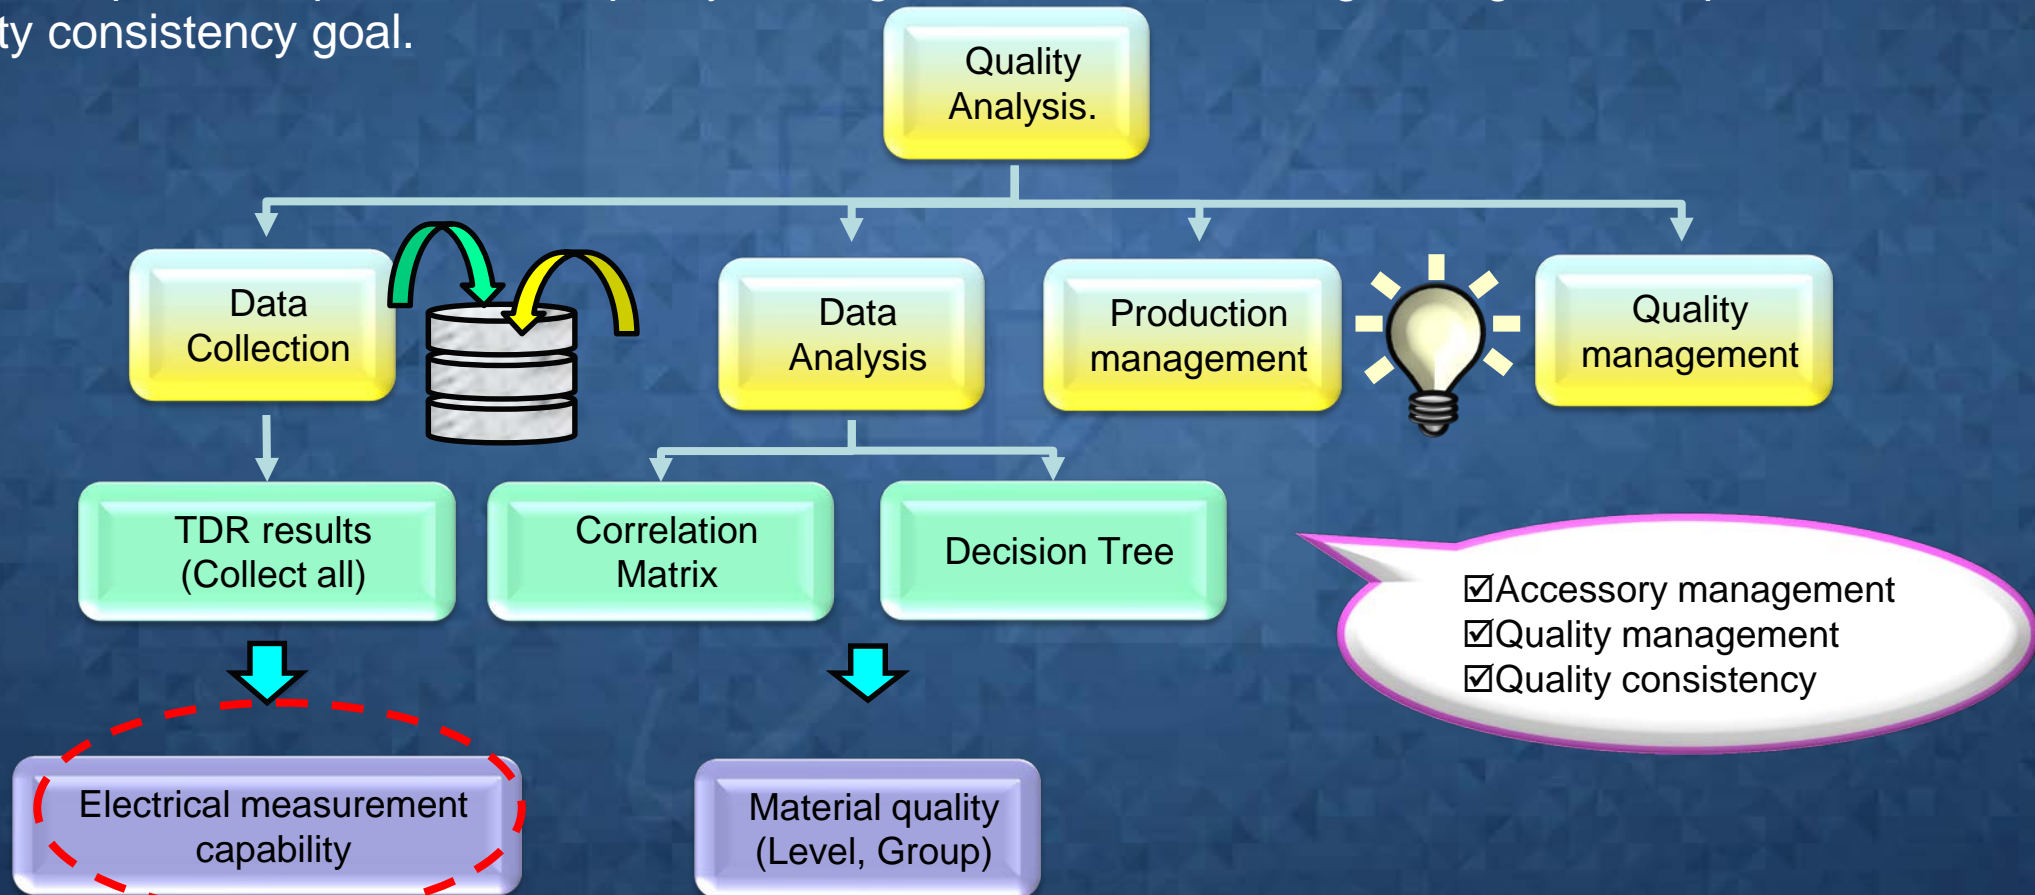 ty consistency goal.
Quality
Analysis.
Data
Collection
Data
Analysis
Production
management
Quality
management
TDR results
(Collect all)
Correlation
Matrix
Decision Tree
☑Accessory management
☑Quality management
☑Quality consistency
Electrical measurement
capability
Material quality
(Level, Group)